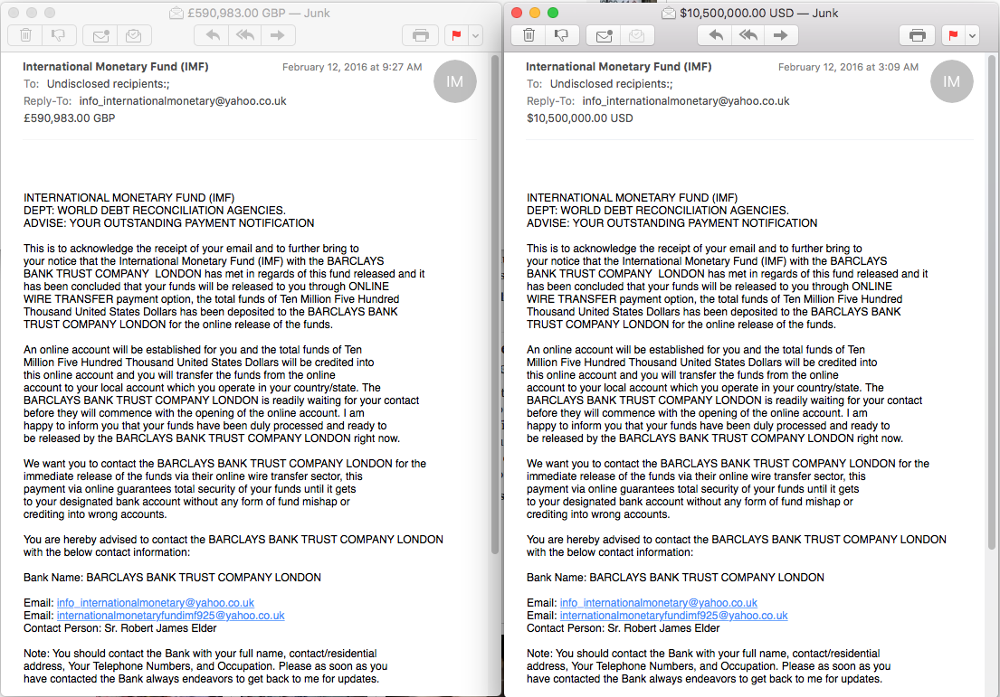 £590,983.00 GBP — Junk
International Monetary Fund (IMF)
February 12, 2016 at 9:27 AM
To: Undisclosed recipients:;
Reply-To: info_internationalmonetary@yahoo.co.uk
£590,983.00 GBP
IM
INTERNATIONAL MONETARY FUND (IMF)
DEPT: WORLD DEBT RECONCILIATION AGENCIES.
ADVISE: YOUR OUTSTANDING PAYMENT NOTIFICATION
This is to acknowledge the receipt of your email and to further bring to
your notice that the International Monetary Fund (IMF) with the BARCLAYS
BANK TRUST COMPANY  LONDON has met in regards of this fund released and it
has been concluded that your funds will be released to you through ONLINE
WIRE TRANSFER payment option, the total funds of Ten Million Five Hundred
Thousand United States Dollars has been deposited to the BARCLAYS BANK
TRUST COMPANY LONDON for the online release of the funds.
An online account will be established for you and the total funds of Ten
Million Five Hundred Thousand United States Dollars will be credited into
this online account and you will transfer the funds from the online
account to your local account which you operate in your country/state. The
BARCLAYS BANK TRUST COMPANY LONDON is readily waiting for your contact
before they will commence with the opening of the online account. I am
happy to inform you that your funds have been duly processed and ready to
be released by the BARCLAYS BANK TRUST COMPANY LONDON right now.
We want you to contact the BARCLAYS BANK TRUST COMPANY LONDON for the
immediate release of the funds via their online wire transfer sector, this
payment via online guarantees total security of your funds until it gets
to your designated bank account without any form of fund mishap or
crediting into wrong accounts.
You are hereby advised to contact the BARCLAYS BANK TRUST COMPANY LONDON
with the below contact information:
Bank Name: BARCLAYS BANK TRUST COMPANY LONDON
Email: info_internationalmonetary@yahoo.co.uk
Email: internationalmonetaryfundimf925@yahoo.co.uk
Contact Person: Sr. Robert James Elder
Note: You should contact the Bank with your full name, contact/residential
address, Your Telephone Numbers, and Occupation. Please as soon as you
have contacted the Bank always endeavors to get back to me for updates.
$10,500,000.00 USD — Junk
International Monetary Fund (IMF)
February 12, 2016 at 3:09 AM
To: Undisclosed recipients:;
Reply-To: info_internationalmonetary@yahoo.co.uk
$10,500,000.00 USD
IM
INTERNATIONAL MONETARY FUND (IMF)
DEPT: WORLD DEBT RECONCILIATION AGENCIES.
ADVISE: YOUR OUTSTANDING PAYMENT NOTIFICATION
This is to acknowledge the receipt of your email and to further bring to
your notice that the International Monetary Fund (IMF) with the BARCLAYS
BANK TRUST COMPANY  LONDON has met in regards of this fund released and it
has been concluded that your funds will be released to you through ONLINE
WIRE TRANSFER payment option, the total funds of Ten Million Five Hundred
Thousand United States Dollars has been deposited to the BARCLAYS BANK
TRUST COMPANY LONDON for the online release of the funds.
An online account will be established for you and the total funds of Ten
Million Five Hundred Thousand United States Dollars will be credited into
this online account and you will transfer the funds from the online
account to your local account which you operate in your country/state. The
BARCLAYS BANK TRUST COMPANY LONDON is readily waiting for your contact
before they will commence with the opening of the online account. I am
happy to inform you that your funds have been duly processed and ready to
be released by the BARCLAYS BANK TRUST COMPANY LONDON right now.
We want you to contact the BARCLAYS BANK TRUST COMPANY LONDON for the
immediate release of the funds via their online wire transfer sector, this
payment via online guarantees total security of your funds until it gets
to your designated bank account without any form of fund mishap or
crediting into wrong accounts.
You are hereby advised to contact the BARCLAYS BANK TRUST COMPANY LONDON
with the below contact information:
Bank Name: BARCLAYS BANK TRUST COMPANY LONDON
Email: info_internationalmonetary@yahoo.co.uk
Email: internationalmonetaryfundimf925@yahoo.co.uk
Contact Person: Sr. Robert James Elder
Note: You should contact the Bank with your full name, contact/residential
address, Your Telephone Numbers, and Occupation. Please as soon as you
have contacted the Bank always endeavors to get back to me for updates.